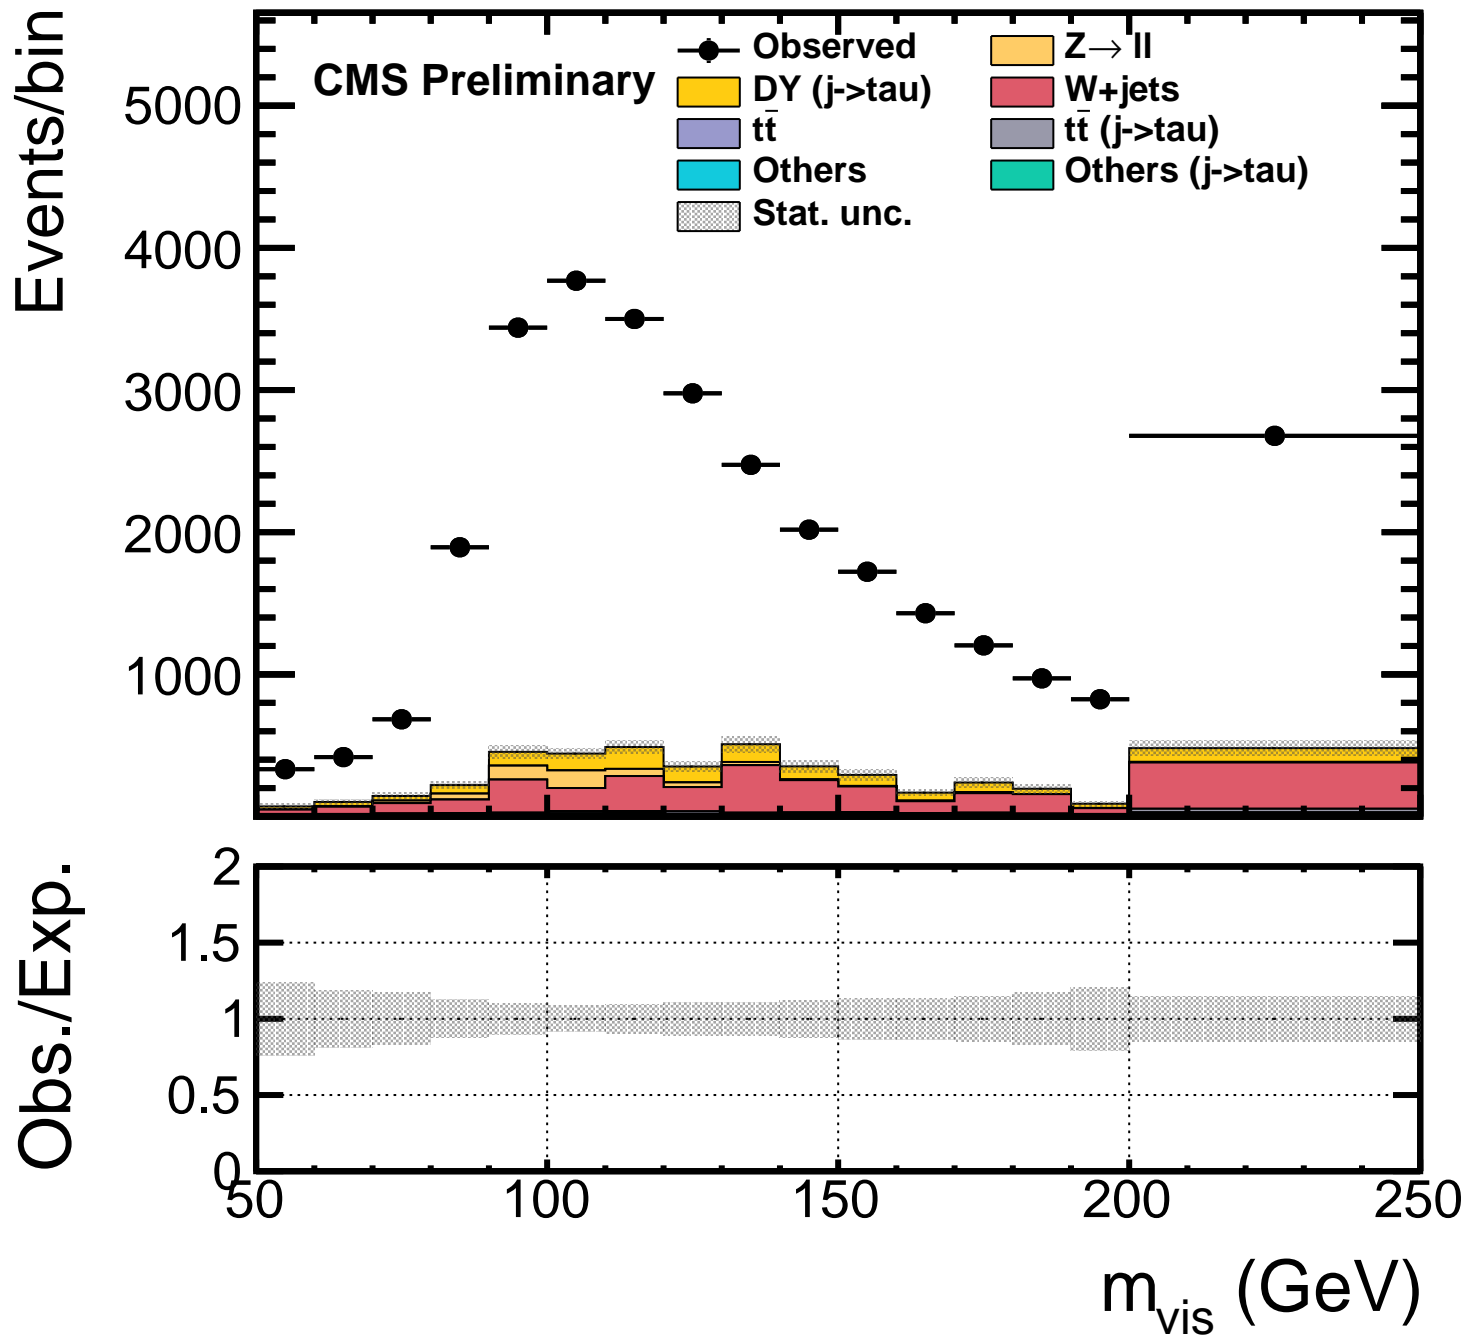 Events/bin
5000
4000
3000
2000
1000
CMS Preliminary
Observed
Z→ ll
DY (j->tau)
W+jets
tt̄
tt̄ (j->tau)
Others
Others (j->tau)
Stat. unc.
Obs./Exp.
2
1.5
1
0.5
0
50
100
150
200
250
m_vis (GeV)